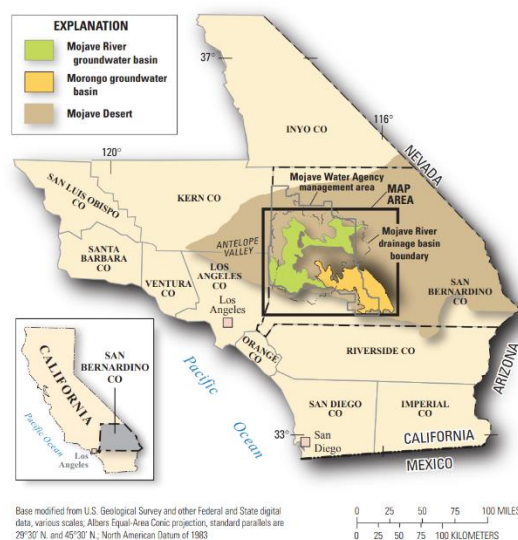 EXPLANATION
Mojave River
groundwater basin
Morongo groundwater
basin
Mojave Desert
37°
116°
120°
INYO CO
NEVADA
Mojave Water Agency
management area
MAP
AREA
SAN LUIS OBISPO
CO
KERN CO
Mojave River
drainage basin
boundary
ANTELOPE
VALLEY
SANTA
BARBARA
CO
VENTURA
CO
LOS
ANGELES
CO
Los
Angeles
SAN
BERNARDINO
CO
ORANGE
CO
RIVERSIDE CO
ARIZONA
Pacific
Ocean
SAN DIEGO
CO
IMPERIAL
CO
33°
San
Diego
CALIFORNIA
MEXICO
CALIFORNIA
SAN
BERNARDINO
CO
Pacific Ocean
Los
Angeles
Base modified from U.S. Geological Survey and other Federal and State digital
data, various scales; Albers Equal-Area Conic projection, standard parallels are
29°30' N. and 45°30' N.; North American Datum of 1983
0 25 50 75 100 MILES
0 25 50 75 100 KILOMETERS